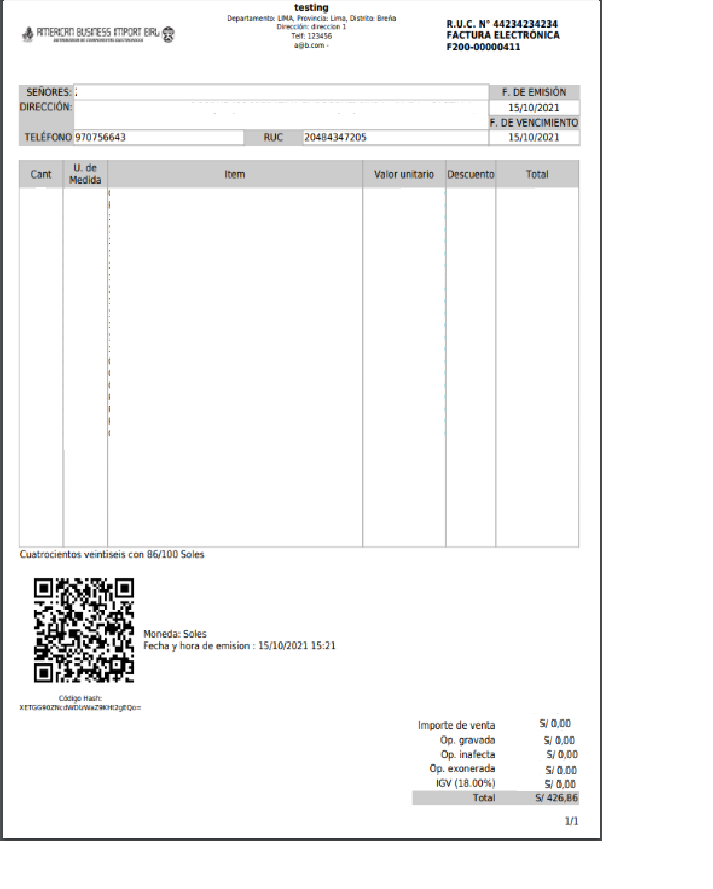 AMERICAN BUSINESS IMPORT EIRL
testing
Departamento: LIMA, Provincia: Lima, Distrito: Breña
Dirección: direccion 1
Telf: 123456
a@b.com -
R.U.C. N° 44234234234
FACTURA ELECTRÓNICA
F200-00000411
SEÑORES:
DIRECCIÓN:
TELÉFONO 970756643 RUC 20484347205
F. DE EMISIÓN
15/10/2021
F. DE VENCIMIENTO
15/10/2021
Cant U. de Medida Item Valor unitario Descuento Total
Cuatrocientos veintiseis con 86/100 Soles
Moneda: Soles
Fecha y hora de emision : 15/10/2021 15:21
Código Hash:
Importe de venta S/ 0,00
Op. gravada S/ 0,00
Op. inafecta S/ 0,00
Op. exonerada S/ 0,00
IGV (18.00%) S/ 0,00
Total S/ 426,86
1/1